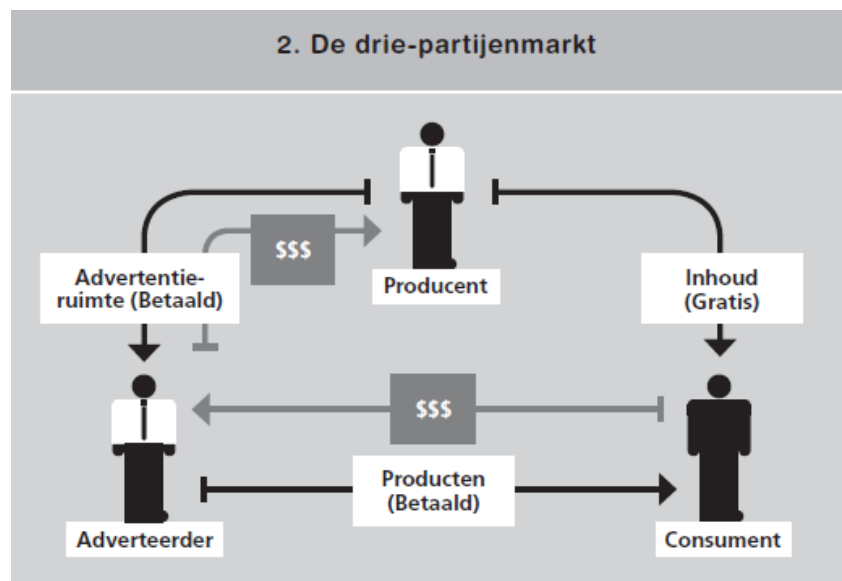 2. De drie-partijenmarkt
$$$
Advertentie-
ruimte (Betaald)
Producent
Inhoud
(Gratis)
$$$
Producten
(Betaald)
Adverteerder
Consument